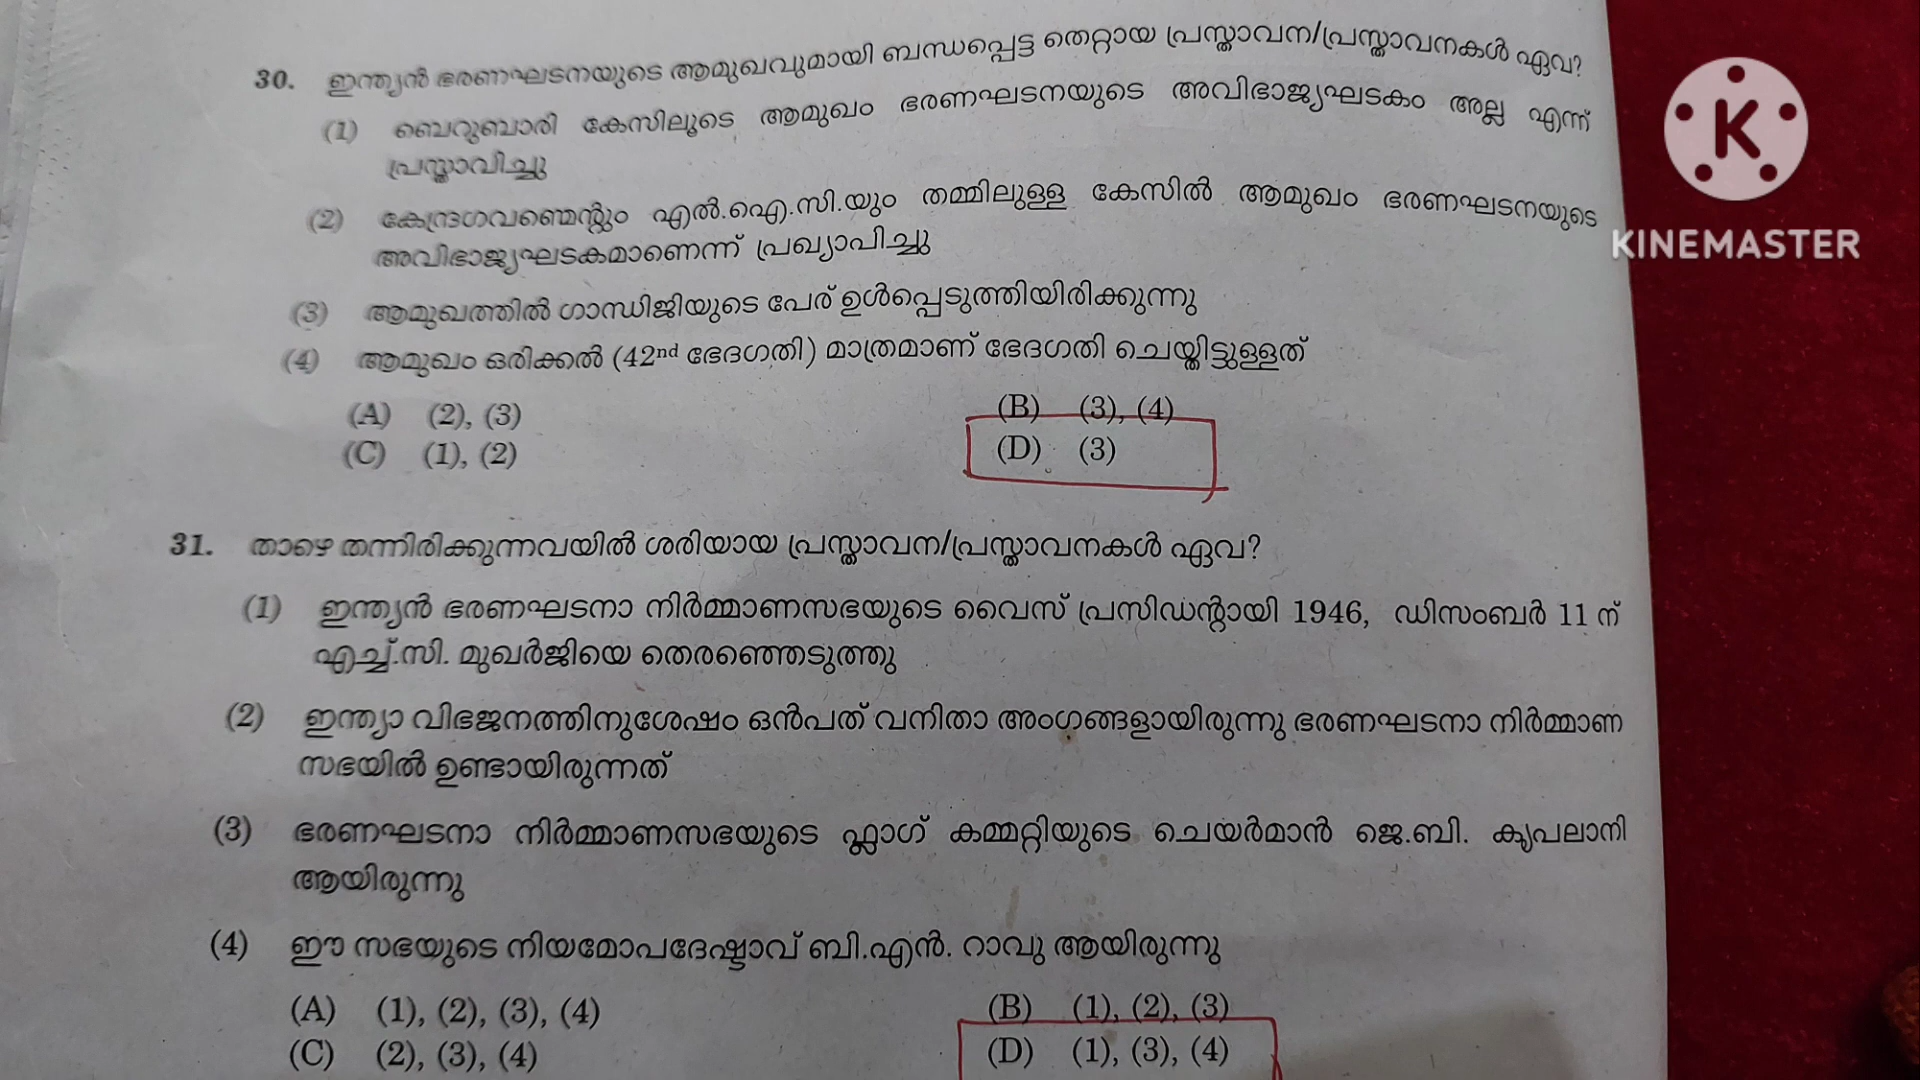 30. ഇന്ത്യൻ ഭരണഘടനയുടെ ആമുഖവുമായി ബന്ധപ്പെട്ട തെറ്റായ പ്രസ്താവന/പ്രസ്താവനകൾ ഏവ?
(1) ബെറുബാരി കേസിലൂടെ ആമുഖം ഭരണഘടനയുടെ അവിഭാജ്യഘടകം അല്ല എന്ന്
പ്രസ്താവിച്ചു
(2) കേന്ദ്രഗവണ്മെന്റും എൽ.ഐ.സി.യും തമ്മിലുള്ള കേസിൽ ആമുഖം ഭരണഘടനയുടെ
അവിഭാജ്യഘടകമാണെന്ന് പ്രഖ്യാപിച്ചു
(3) ആമുഖത്തിൽ ഗാന്ധിജിയുടെ പേര് ഉൾപ്പെടുത്തിയിരിക്കുന്നു
(4) ആമുഖം ഒരിക്കൽ (42nd ഭേദഗതി) മാത്രമാണ് ഭേദഗതി ചെയ്തിട്ടുള്ളത്
(A) (2), (3) (B) (3), (4)
(C) (1), (2) (D) (3)
31. താഴെ തന്നിരിക്കുന്നവയിൽ ശരിയായ പ്രസ്താവന/പ്രസ്താവനകൾ ഏവ?
(1) ഇന്ത്യൻ ഭരണഘടനാ നിർമ്മാണസഭയുടെ വൈസ് പ്രസിഡന്റായി 1946, ഡിസംബർ 11 ന്
എച്ച്.സി. മുഖർജിയെ തെരഞ്ഞെടുത്തു
(2) ഇന്ത്യാ വിഭജനത്തിനുശേഷം ഒൻപത് വനിതാ അംഗങ്ങളായിരുന്നു ഭരണഘടനാ നിർമ്മാണ
സഭയിൽ ഉണ്ടായിരുന്നത്
(3) ഭരണഘടനാ നിർമ്മാണസഭയുടെ ഫ്ലാഗ് കമ്മറ്റിയുടെ ചെയർമാൻ ജെ.ബി. കൃപലാനി
ആയിരുന്നു
(4) ഈ സഭയുടെ നിയമോപദേഷ്ടാവ് ബി.എൻ. റാവു ആയിരുന്നു
(A) (1), (2), (3), (4) (B) (1), (2), (3)
(C) (2), (3), (4) (D) (1), (3), (4)
K
KINEMASTER